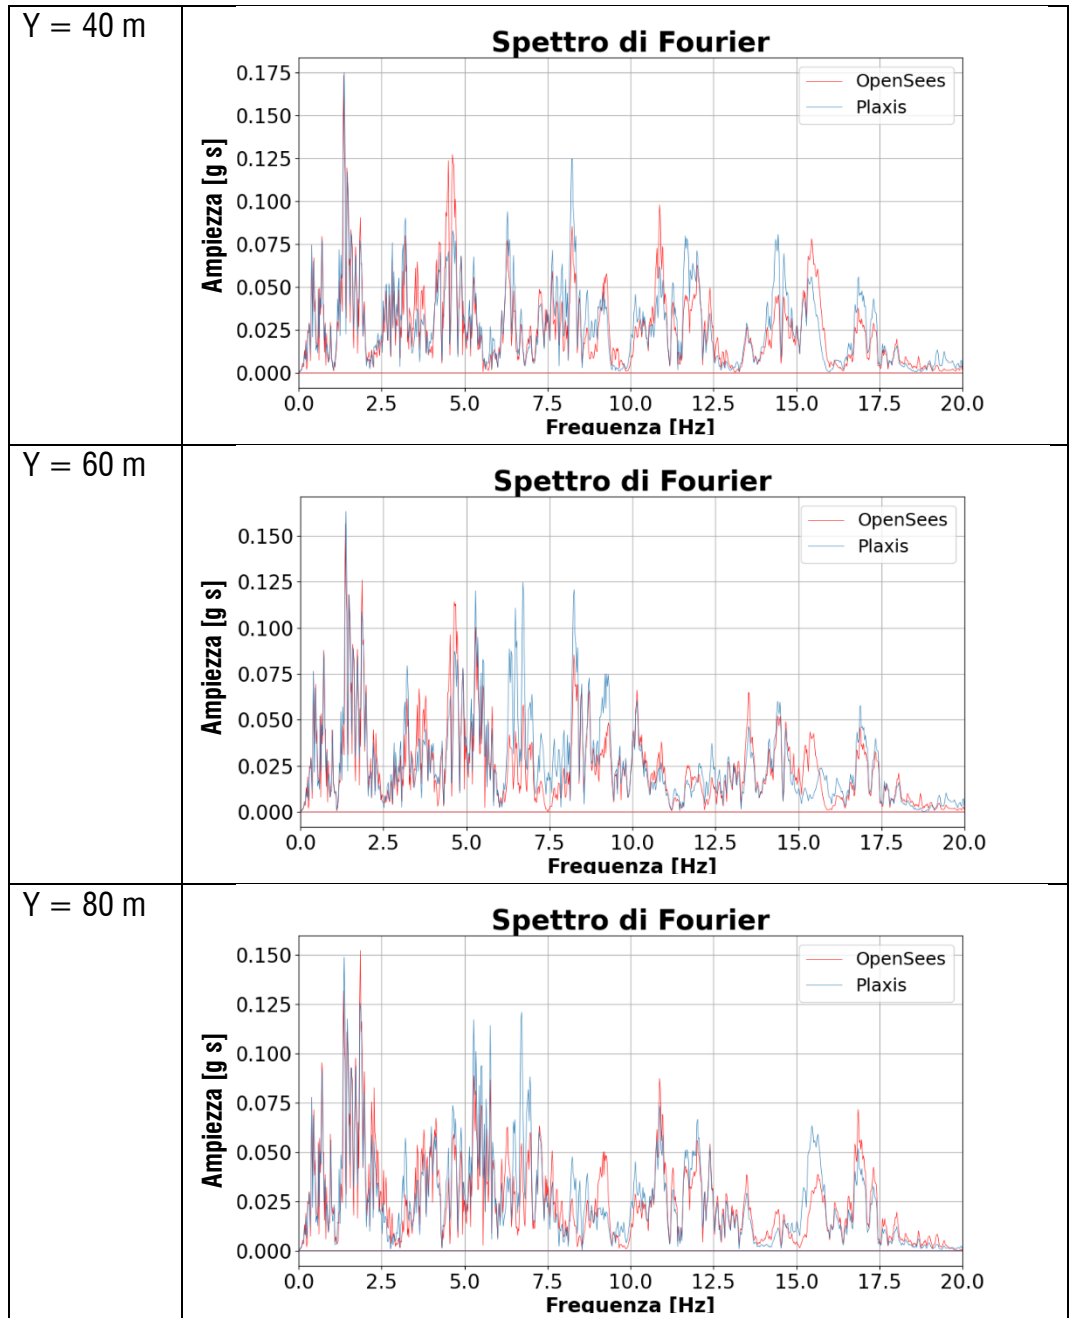 Y = 40 m
Spettro di Fourier
OpenSees
Plaxis
Ampiezza [g s]
0.175
0.150
0.125
0.100
0.075
0.050
0.025
0.000
0.0 2.5 5.0 7.5 10.0 12.5 15.0 17.5 20.0
Frequenza [Hz]
Y = 60 m
Spettro di Fourier
OpenSees
Plaxis
Ampiezza [g s]
0.150
0.125
0.100
0.075
0.050
0.025
0.000
0.0 2.5 5.0 7.5 10.0 12.5 15.0 17.5 20.0
Frequenza [Hz]
Y = 80 m
Spettro di Fourier
OpenSees
Plaxis
Ampiezza [g s]
0.150
0.125
0.100
0.075
0.050
0.025
0.000
0.0 2.5 5.0 7.5 10.0 12.5 15.0 17.5 20.0
Frequenza [Hz]